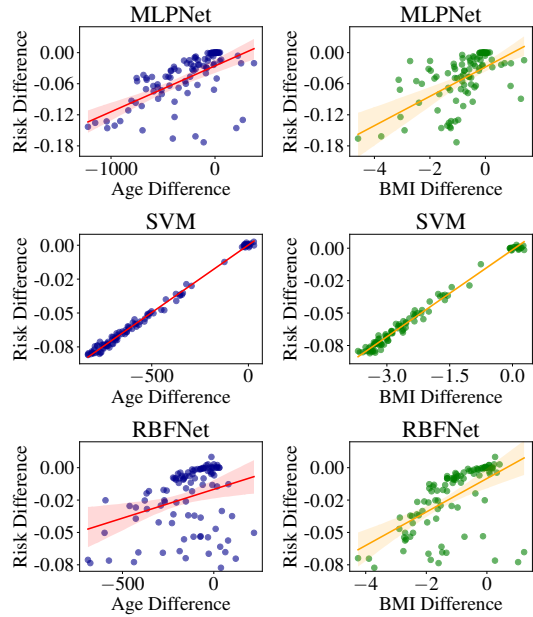 MLPNet
MLPNet
Risk Difference
0.00
-0.06
-0.12
-0.18
−1000
0
Age Difference
Risk Difference
0.00
-0.06
-0.12
-0.18
−4
−2
0
BMI Difference
SVM
SVM
Risk Difference
0.00
-0.02
-0.05
-0.08
−500
0
Age Difference
Risk Difference
0.00
-0.02
-0.05
-0.08
−3.0
−1.5
0.0
BMI Difference
RBFNet
RBFNet
Risk Difference
0.00
-0.02
-0.05
-0.08
−500
0
Age Difference
Risk Difference
0.00
-0.02
-0.05
-0.08
−4
−2
0
BMI Difference